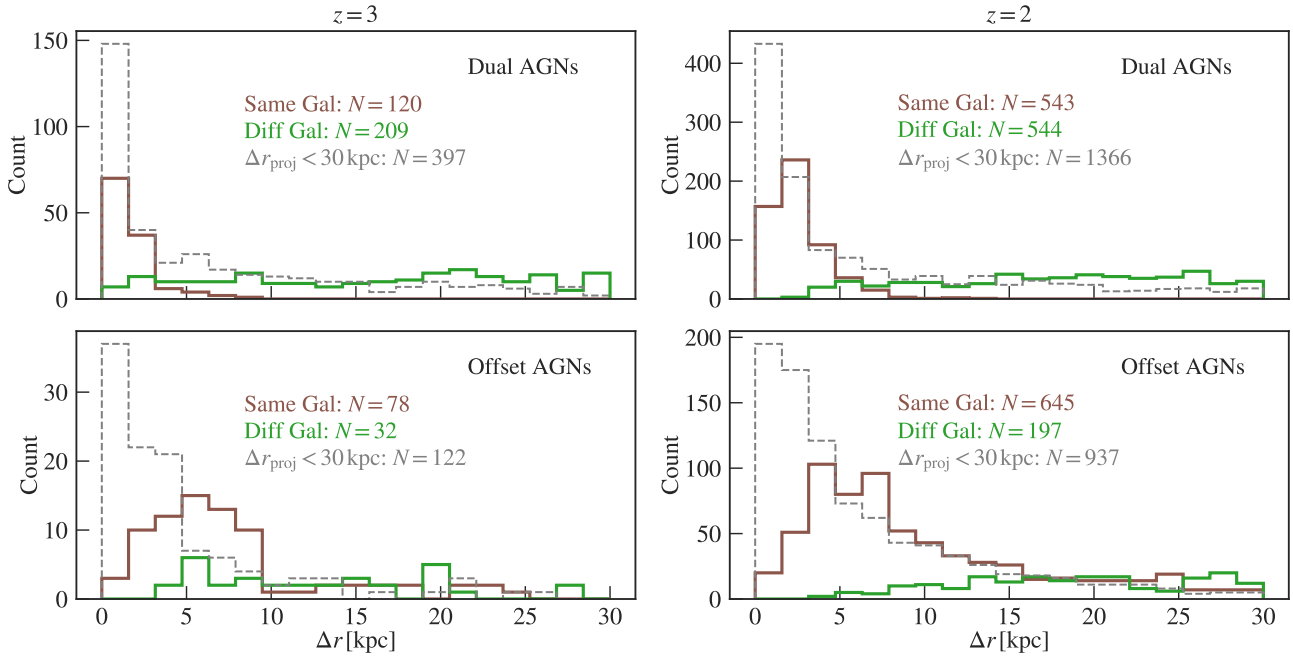 z = 3
z = 2
150
100
50
0
Count
Dual AGNs
Same Gal: N = 120
Diff Gal: N = 209
Δr_proj < 30 kpc: N = 397
400
300
200
100
0
Count
Dual AGNs
Same Gal: N = 543
Diff Gal: N = 544
Δr_proj < 30 kpc: N = 1366
30
20
10
0
Count
Offset AGNs
Same Gal: N = 78
Diff Gal: N = 32
Δr_proj < 30 kpc: N = 122
0 5 10 15 20 25 30
Δr [kpc]
200
150
100
50
0
Count
Offset AGNs
Same Gal: N = 645
Diff Gal: N = 197
Δr_proj < 30 kpc: N = 937
0 5 10 15 20 25 30
Δr [kpc]